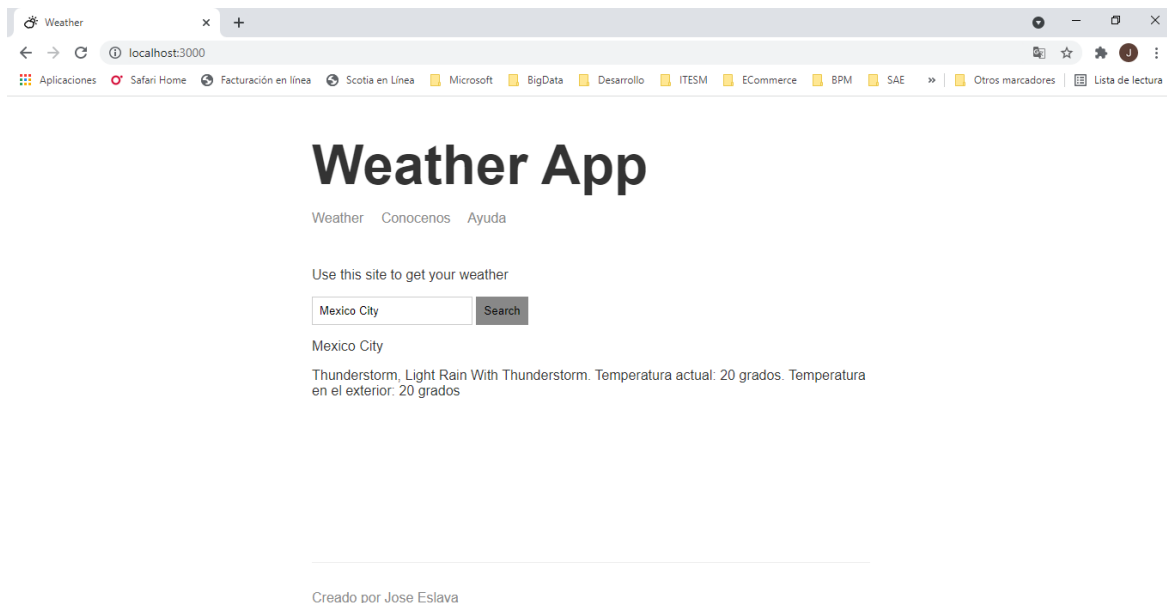 Weather
localhost:3000
J
Aplicaciones Safari Home Facturación en línea Scotia en Línea Microsoft BigData Desarrollo ITESM ECommerce BPM SAE » Otros marcadores Lista de lectura
Weather App
Weather Conocenos Ayuda
Use this site to get your weather
Mexico City Search
Mexico City
Thunderstorm, Light Rain With Thunderstorm. Temperatura actual: 20 grados. Temperatura
en el exterior: 20 grados
Creado por Jose Eslava